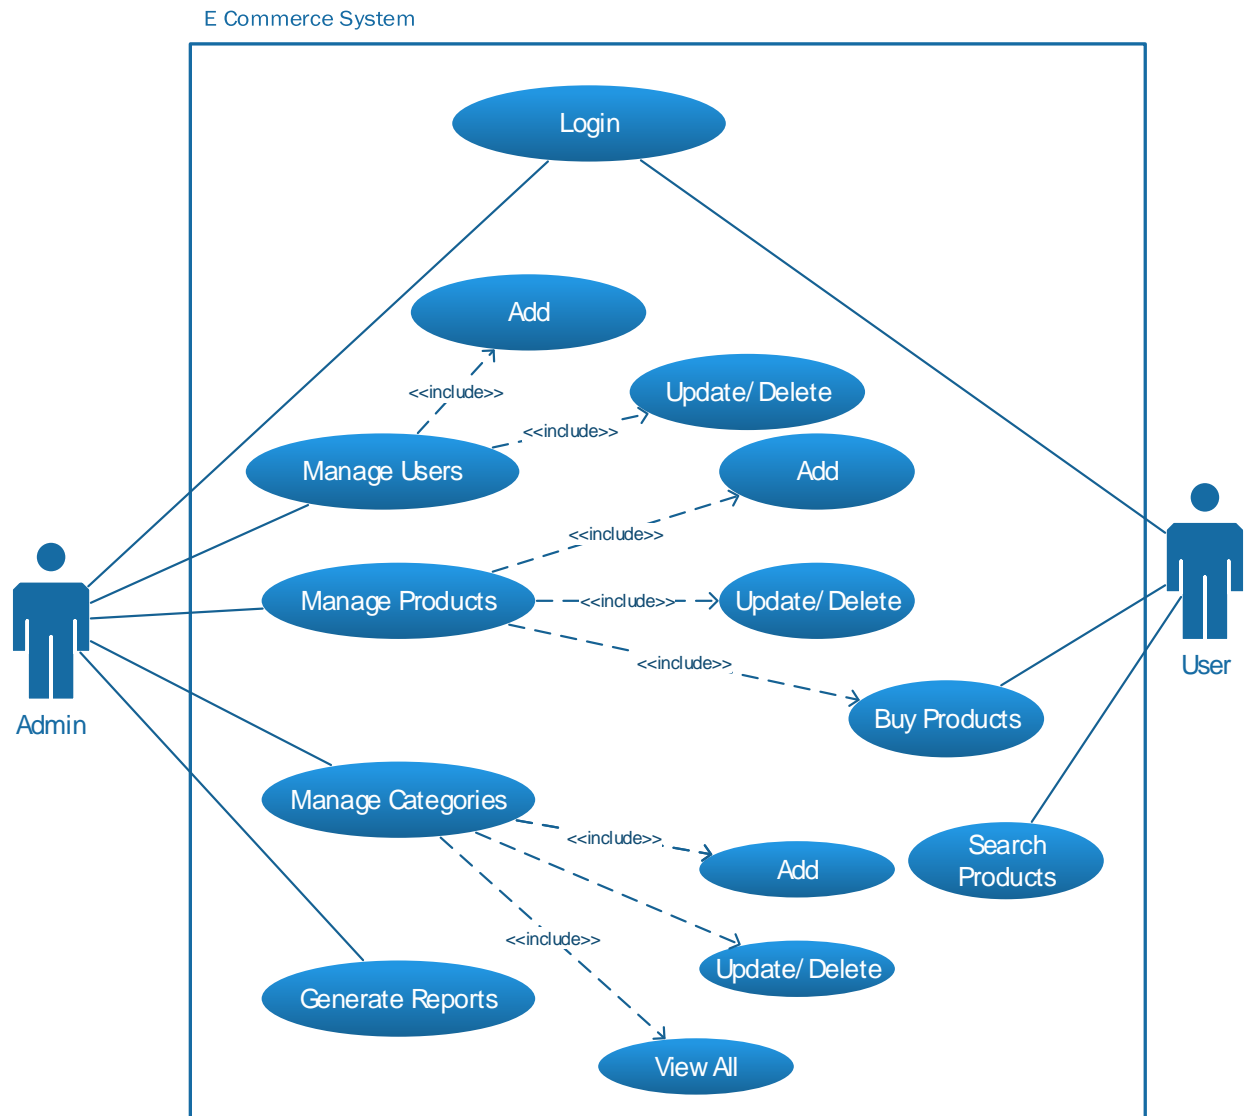 E Commerce System
Login
Add
<<include>>
Update/ Delete
<<include>>
Manage Users
Add
<<include>>
Manage Products
<<include>>
Update/ Delete
<<include>>
User
Buy Products
Admin
Manage Categories
<<include>>
Search
Products
Add
<<include>>
Update/ Delete
Generate Reports
View All